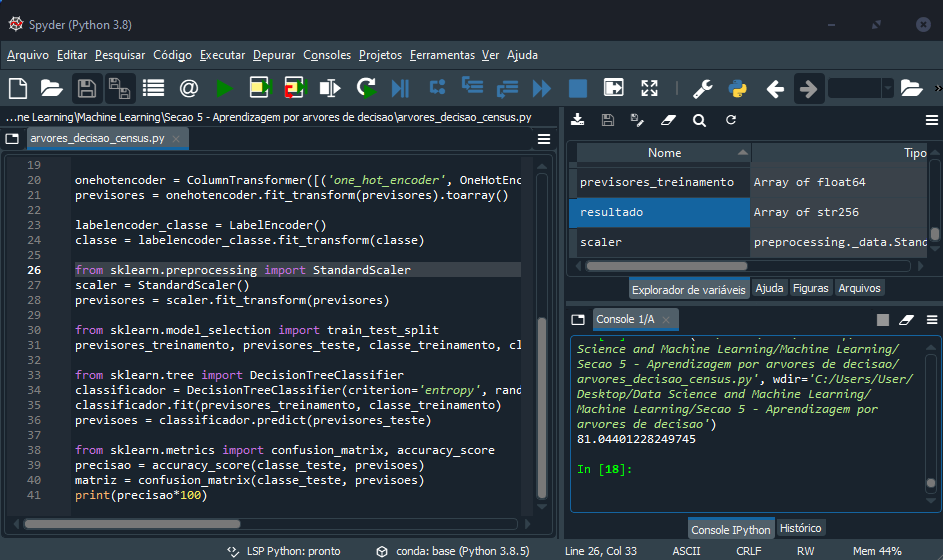 Spyder (Python 3.8)
Arquivo Editar Pesquisar Código Executar Depurar Consoles Projetos Ferramentas Ver Ajuda
...ne Learning\Machine Learning\Secao 5 - Aprendizagem por arvores de decisao\arvores_decisao_census.py
arvores_decisao_census.py
19
20 onehotencoder = ColumnTransformer([('one_hot_encoder', OneHotEnc
21 previsores = onehotencoder.fit_transform(previsores).toarray()
22
23 labelencoder_classe = LabelEncoder()
24 classe = labelencoder_classe.fit_transform(classe)
25
26 from sklearn.preprocessing import StandardScaler
27 scaler = StandardScaler()
28 previsores = scaler.fit_transform(previsores)
29
30 from sklearn.model_selection import train_test_split
31 previsores_treinamento, previsores_teste, classe_treinamento, cl
32
33 from sklearn.tree import DecisionTreeClassifier
34 classificador = DecisionTreeClassifier(criterion='entropy', rand
35 classificador.fit(previsores_treinamento, classe_treinamento)
36 previsoes = classificador.predict(previsores_teste)
37
38 from sklearn.metrics import confusion_matrix, accuracy_score
39 precisao = accuracy_score(classe_teste, previsoes)
40 matriz = confusion_matrix(classe_teste, previsoes)
41 print(precisao*100)
Nome Tipo
previsores_treinamento Array of float64
resultado Array of str256
scaler preprocessing._data.Stand
Explorador de variáveis Ajuda Figuras Arquivos
Console 1/A
Science and Machine Learning/Machine Learning/
Secao 5 - Aprendizagem por arvores de decisao/
arvores_decisao_census.py', wdir='C:/Users/User/
Desktop/Data Science and Machine Learning/
Machine Learning/Secao 5 - Aprendizagem por
arvores de decisao')
81.04401228249745
In [18]:
Console IPython Histórico
LSP Python: pronto conda: base (Python 3.8.5) Line 26, Col 33 ASCII CRLF RW Mem 44%